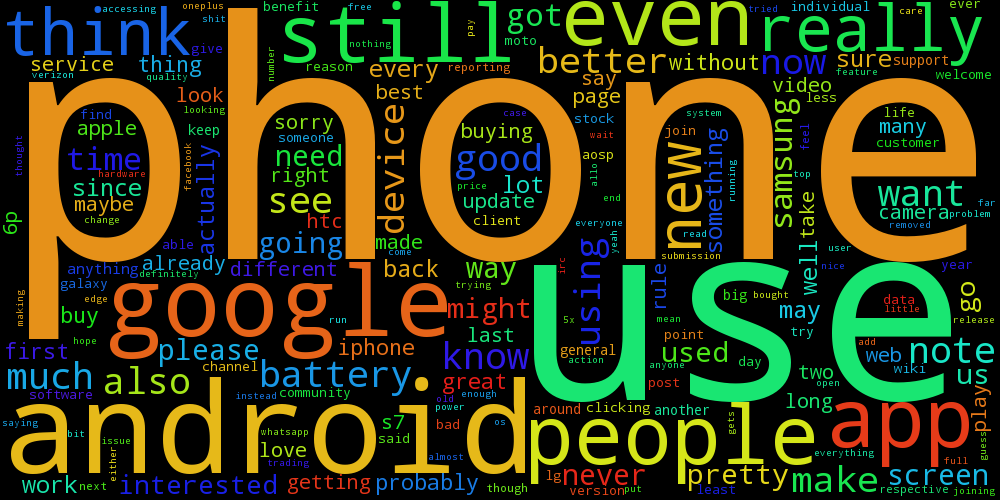 think
accessing
oneplus
shit
give
service
verizon
thing
quality
look
looking
benefit
number
reason
still
free
nothing
every
reporting
best
pay
got
moto
even
better
without
say
page
really
individual
now
sure
tried
care
ever
support
feature
welcome
video
less
phone
find
apple
time
hardware
since
maybe
change
thought
facebook
keep
actually
sorry
someone
need
right
see
htc
going
device
made
come
case
buying
good
price
lot
update
client
stock
wait
aosp
allo
end
everyone
yeah
new
read
submission
join
system
something
running
samsung
feel
top
take
well
life
many
customer
want
camera
problem
removed
far
user
nice
year
6p
making
able
anything
already
definitely
galaxy
edge
buy
hope
different
back
way
trying
google
run
might
last
know
iphone
please
channel
first
software
much
also
battery
instead
community
great
old
power
enough
bad
os
almost
irc
5x
using
general
action
rule
mean
point
used
anyone
post
big
bought
day
use
may
try
two
open
long
data
little
add
web
wiki
go
release
note
us
play
guess
android
saying
bit
issue
either
whatsapp
love
trading
s7
said
work
next
interested
getting
probably
though
people
around
clicking
another
gets
lg
never
version
put
pretty
least
app
everything
full
make
screen
respective
joining